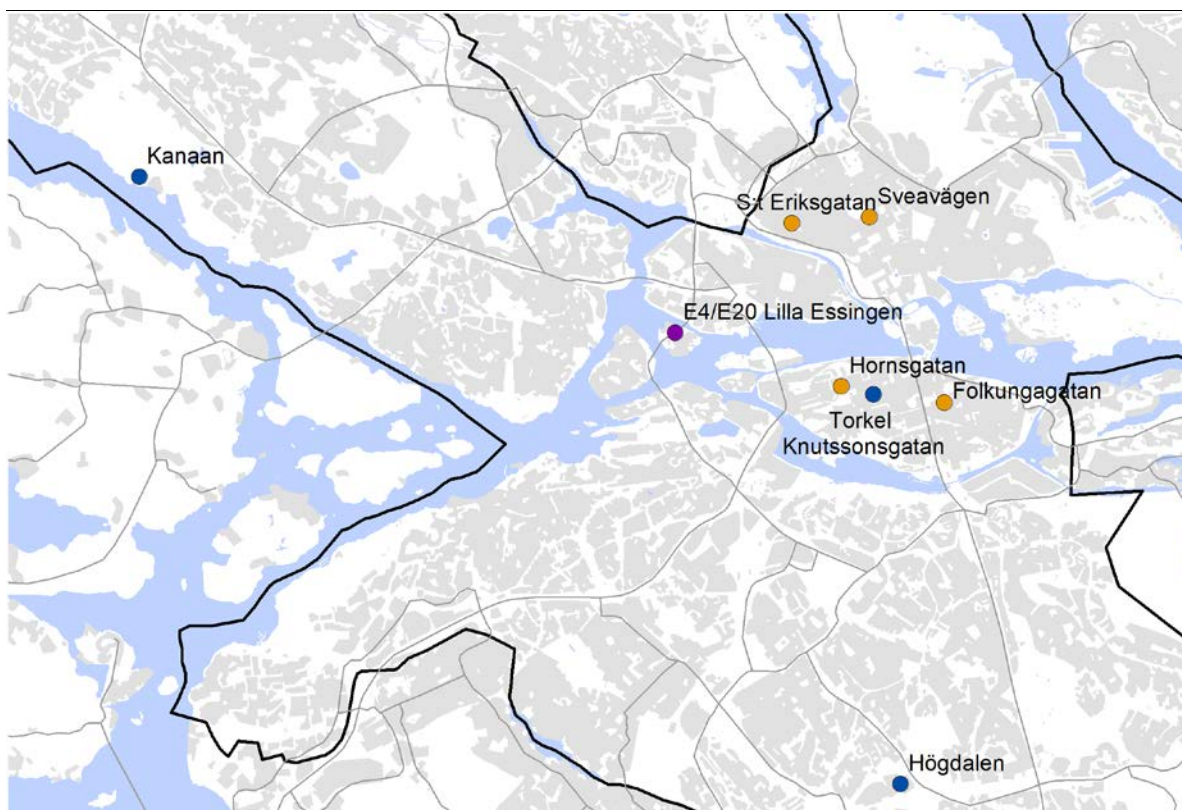 Kanaan
S:t Eriksgatan
Sveavägen
E4/E20 Lilla Essingen
Hornsgatan
Folkungagatan
Torkel
Knutssonsgatan
Högdalen